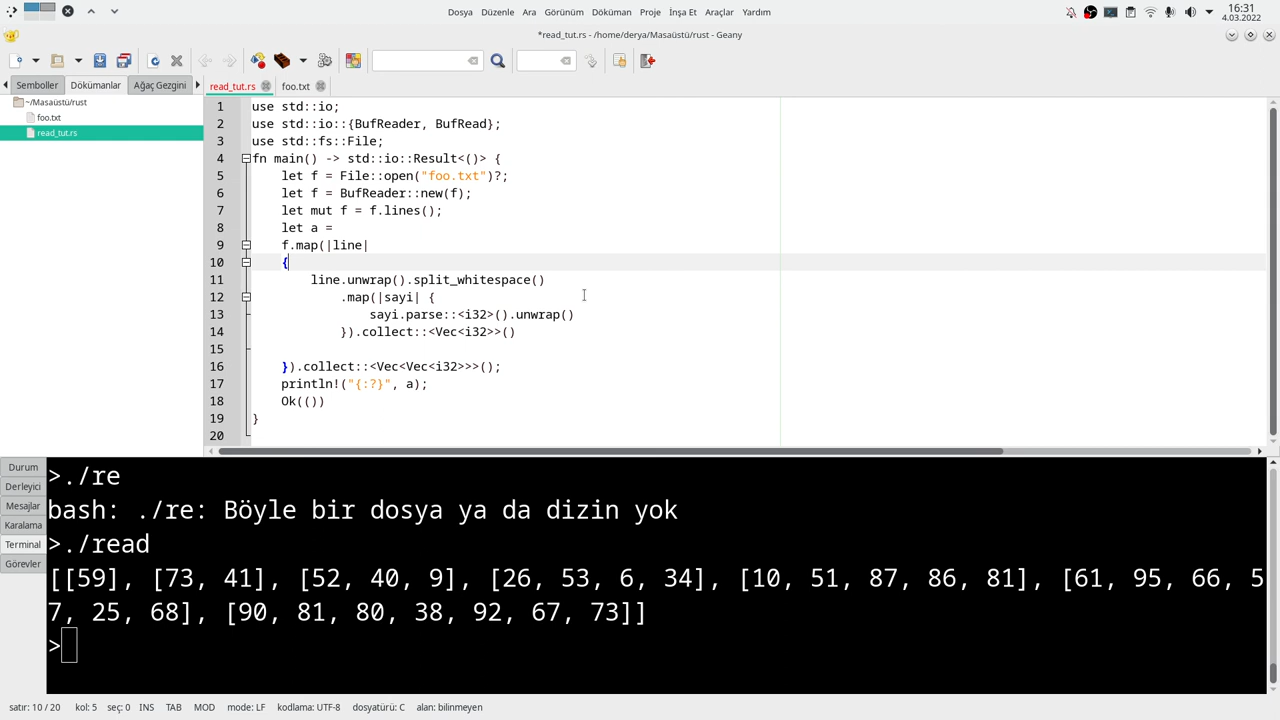 Dosya Düzenle Ara Görünüm Döküman Proje İnşa Et Araçlar Yardım
16:31
4.03.2022
*read_tut.rs - /home/derya/Masaüstü/rust - Geany
Semboller Dökümanlar Ağaç Gezgini
read_tut.rs foo.txt
~/Masaüstü/rust
foo.txt
read_tut.rs
1 use std::io;
2 use std::io::{BufReader, BufRead};
3 use std::fs::File;
4 fn main() -> std::io::Result<()> {
5 let f = File::open("foo.txt")?;
6 let f = BufReader::new(f);
7 let mut f = f.lines();
8 let a =
9 f.map(|line|
10 {
11 line.unwrap().split_whitespace()
12 .map(|sayi| {
13 sayi.parse::<i32>().unwrap()
14 }).collect::<Vec<i32>>()
15
16 }).collect::<Vec<Vec<i32>>>();
17 println!("{:?}", a);
18 Ok(())
19 }
20
Durum
Derleyici
Mesajlar
Karalama
Terminal
Görevler
>./re
bash: ./re: Böyle bir dosya ya da dizin yok
>./read
[[59], [73, 41], [52, 40, 9], [26, 53, 6, 34], [10, 51, 87, 86, 81], [61, 95, 66, 5
7, 25, 68], [90, 81, 80, 38, 92, 67, 73]]
>
satır: 10 / 20 kol: 5 seç: 0 INS TAB MOD mode: LF kodlama: UTF-8 dosyatürü: C alan: bilinmeyen